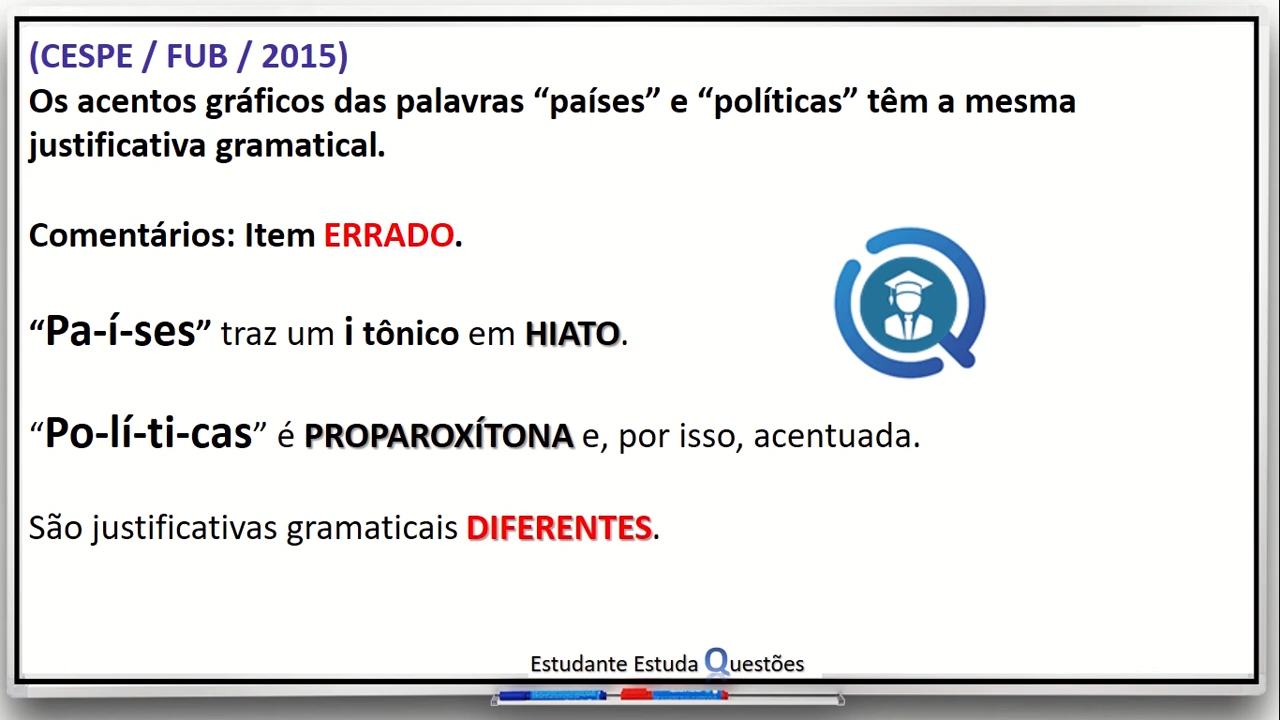 (CESPE / FUB / 2015)
Os acentos gráficos das palavras “países” e “políticas” têm a mesma
justificativa gramatical.
Comentários: Item ERRADO.
“Pa-í-ses” traz um i tônico em HIATO.
“Po-lí-ti-cas” é PROPAROXÍTONA e, por isso, acentuada.
São justificativas gramaticais DIFERENTES.
Estudante Estuda Questões